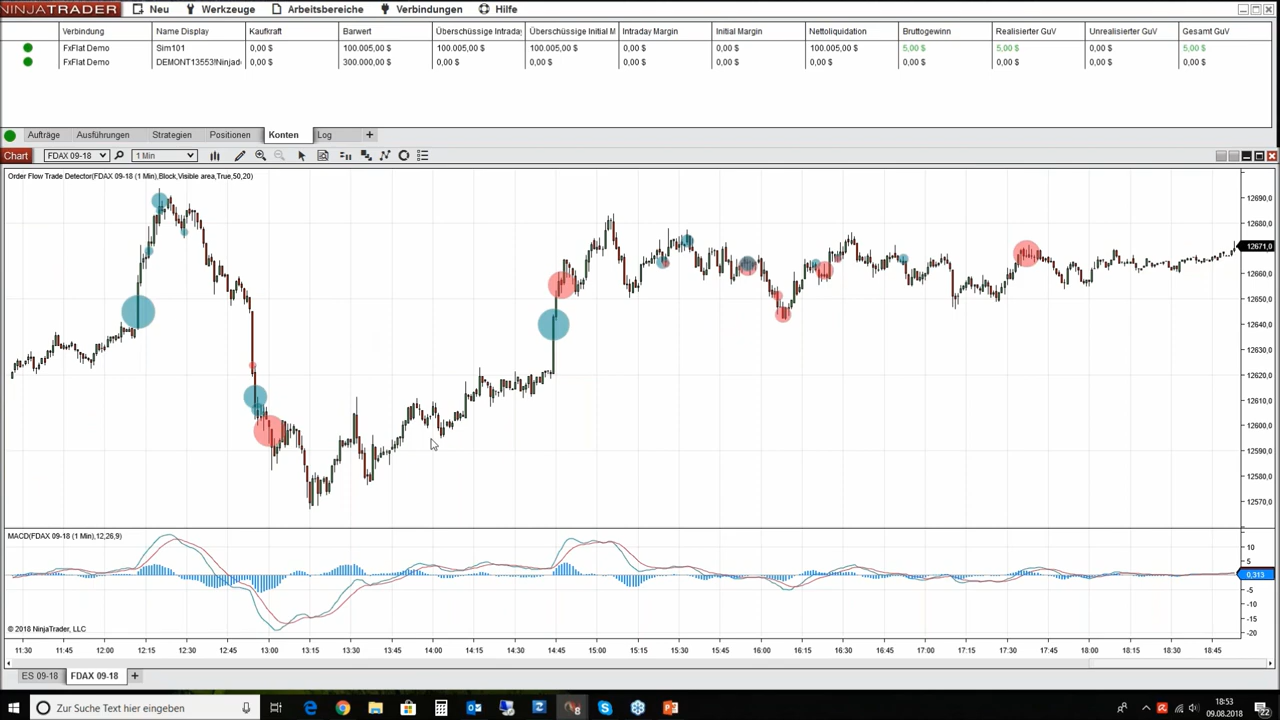 NINJATRADER Neu Werkzeuge Arbeitsbereiche Verbindungen Hilfe
Verbindung Name Display Kaufkraft Barwert Überschüssige Intraday Überschüssige Initial M Intraday Margin Initial Margin Nettoliquidation Bruttogewinn Realisierter GuV Unrealisierter GuV Gesamt GuV
FxFlat Demo Sim101 0,00 $ 100.005,00 $ 100.005,00 $ 100.005,00 $ 0,00 $ 0,00 $ 100.005,00 $ 5,00 $ 5,00 $ 0,00 $ 5,00 $
FxFlat Demo DEMONT13553!Ninjad 0,00 $ 300.000,00 $ 0,00 $ 0,00 $ 0,00 $ 0,00 $ 0,00 $ 0,00 $ 0,00 $ 0,00 $ 0,00 $
Aufträge Ausführungen Strategien Positionen Konten Log +
Chart FDAX 09-18 1 Min
Order Flow Trade Detector(FDAX 09-18 (1 Min),Block,Visible area,True,50,20)
12690,0
12680,0
12671,0
12660,0
12650,0
12640,0
12630,0
12620,0
12610,0
12600,0
12590,0
12580,0
12570,0
MACD(FDAX 09-18 (1 Min),12,26,9)
10
5
0,313
-5
-10
-15
-20
© 2018 NinjaTrader, LLC
11:30 11:45 12:00 12:15 12:30 12:45 13:00 13:15 13:30 13:45 14:00 14:15 14:30 14:45 15:00 15:15 15:30 15:45 16:00 16:15 16:30 16:45 17:00 17:15 17:30 17:45 18:00 18:15 18:30 18:45
ES 09-18 FDAX 09-18 +
Zur Suche Text hier eingeben
18:53
09.08.2018
22